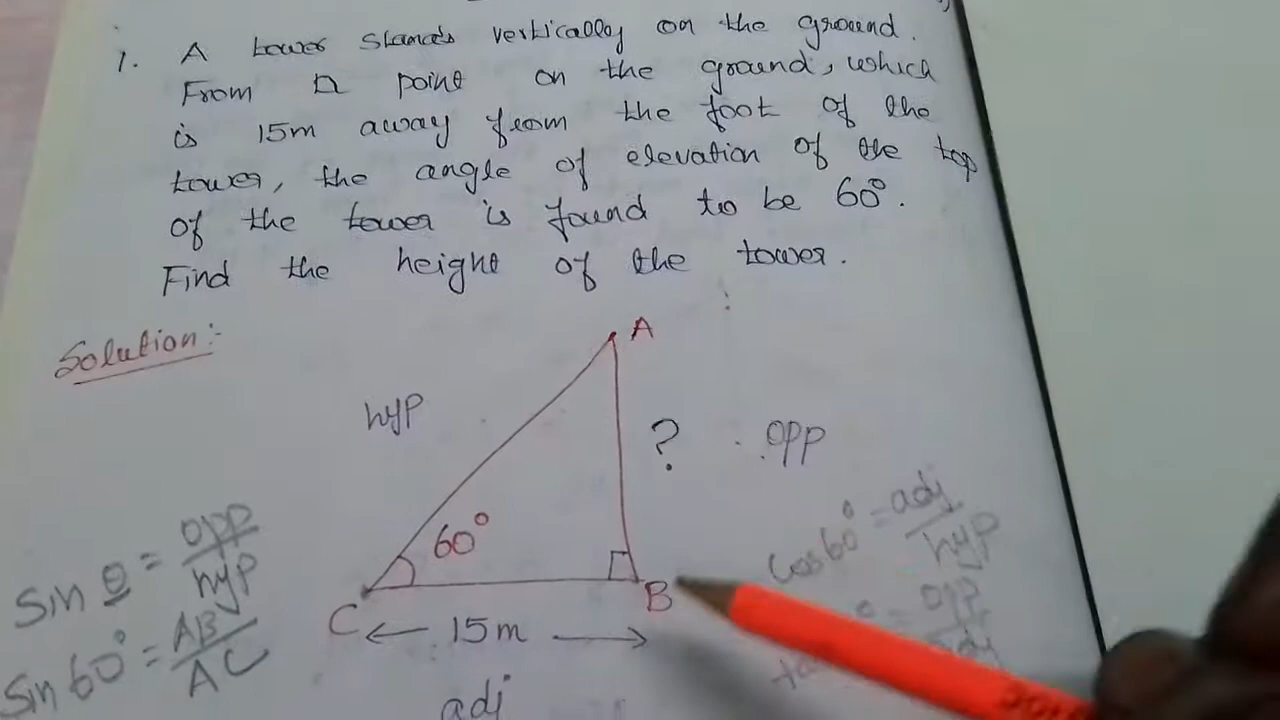 1. A tower stands vertically on the ground.
From a point on the ground, which
is 15m away from the foot of the
tower, the angle of elevation of the top
of the tower is found to be 60°.
Find the height of the tower.
Solution:-
A
hyp
?
opp
60°
C
B
← 15m →
adj
sin θ = opp/hyp
sin 60° = AB/AC
cos 60° = adj/hyp
opp